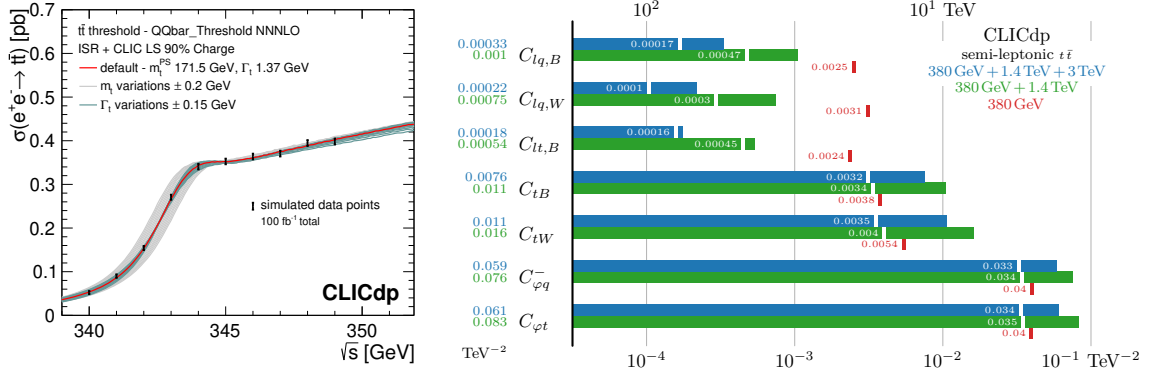 0.7
0.6
0.5
0.4
0.3
0.2
0.1
0
σ(e⁺e⁻→ tt̄) [pb]
tt̄ threshold - QQbar_Threshold NNNLO
ISR + CLIC LS 90% Charge
default - mₜᴾˢ 171.5 GeV, Γₜ 1.37 GeV
mₜ variations ± 0.2 GeV
Γₜ variations ± 0.15 GeV
simulated data points
100 fb⁻¹ total
CLICdp
340 345 350
√s [GeV]
10² 10¹ TeV
CLICdp
semi-leptonic tt̄
380 GeV + 1.4 TeV + 3 TeV
380 GeV + 1.4 TeV
380 GeV
0.00033 0.00017
0.001 C_{lq,B} 0.00047
0.0025
0.00022 0.0001
0.00075 C_{lq,W} 0.0003
0.0031
0.00018 0.00016
0.00054 C_{lt,B} 0.00045
0.0024
0.0076 0.0032
0.011 C_{tB} 0.0034
0.0038
0.011 0.0035
0.016 C_{tW} 0.004
0.0054
0.059 0.033
0.076 C⁻_{φq} 0.034
0.04
0.061 0.034
0.083 C_{φt} 0.035
0.04
TeV⁻²
10⁻⁴ 10⁻³ 10⁻² 10⁻¹ TeV⁻²